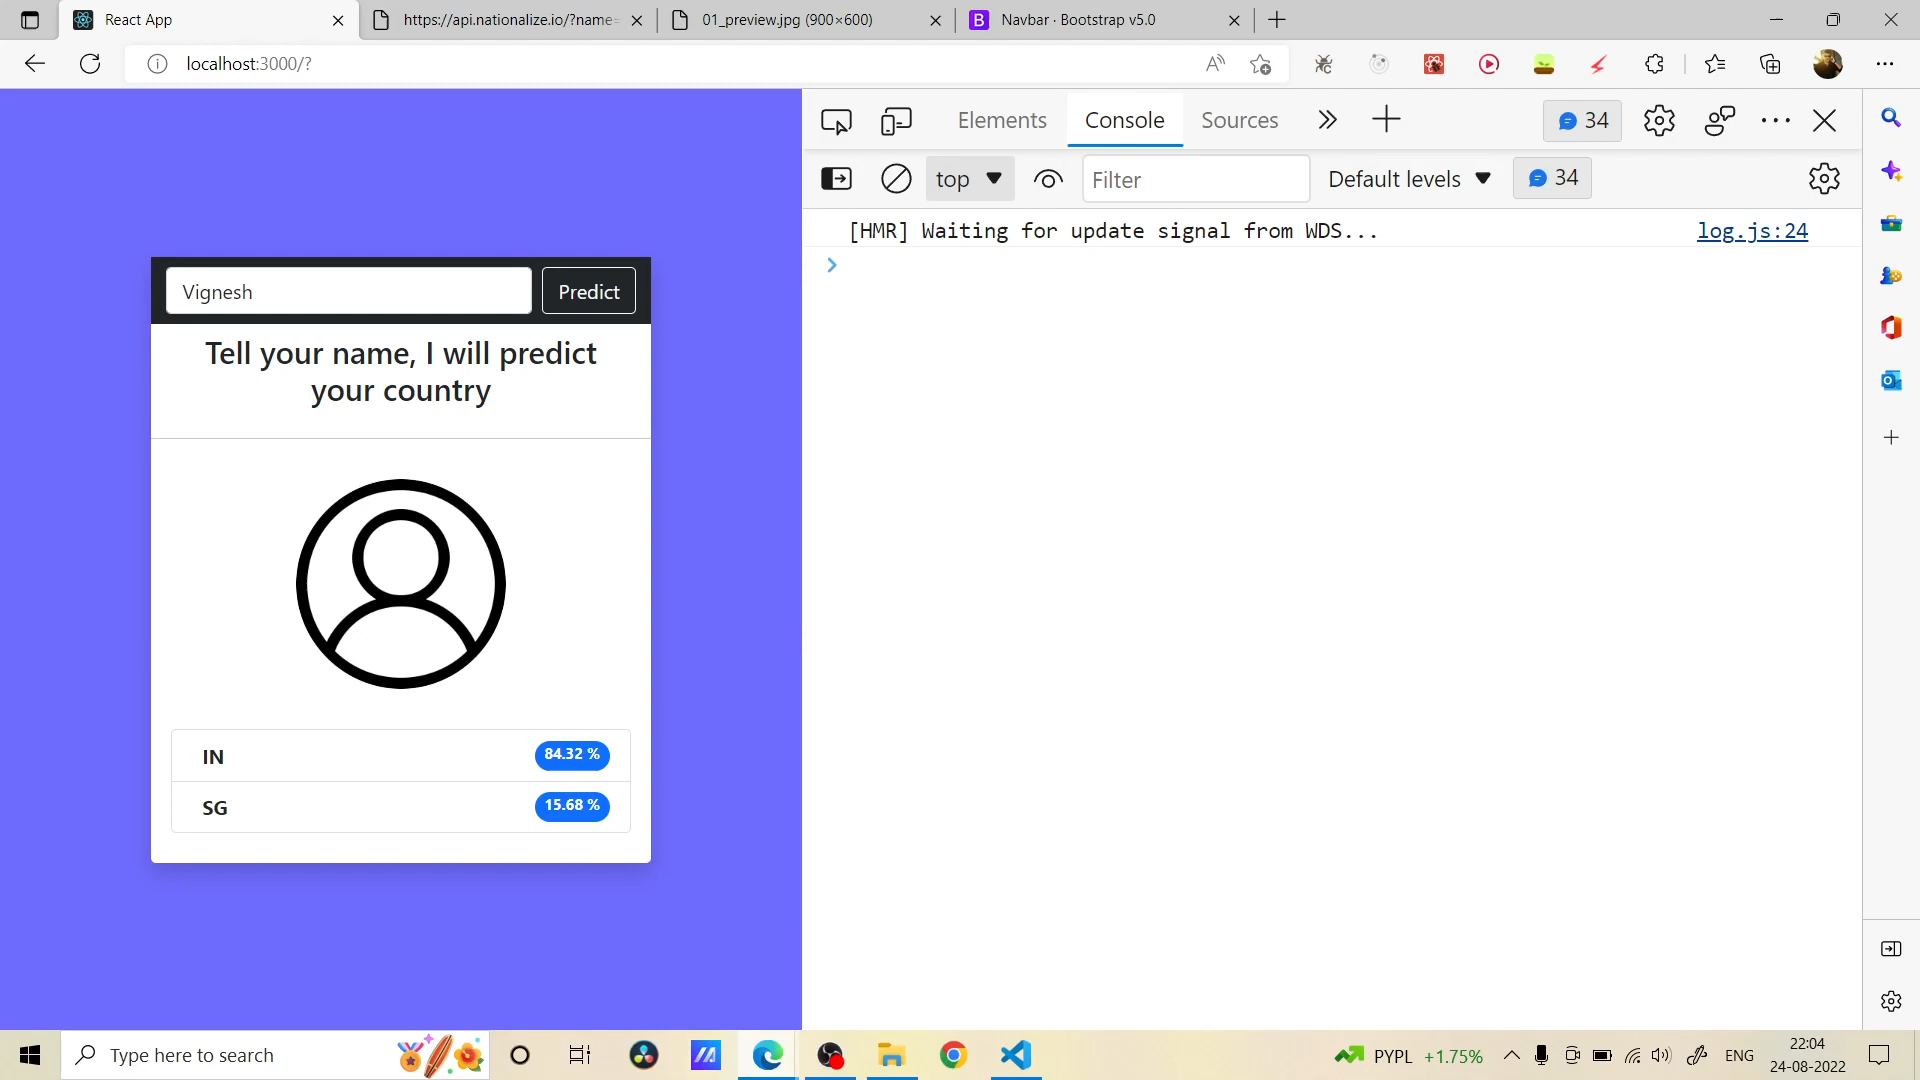 React App
https://api.nationalize.io/?name=
01_preview.jpg (900×600)
B
Navbar · Bootstrap v5.0
localhost:3000/?
Elements
Console
Sources
34
top
Filter
Default levels
34
[HMR] Waiting for update signal from WDS...
log.js:24
Vignesh
Predict
Tell your name, I will predict
your country
IN
84.32 %
SG
15.68 %
Type here to search
PYPL +1.75%
ENG
22:04
24-08-2022